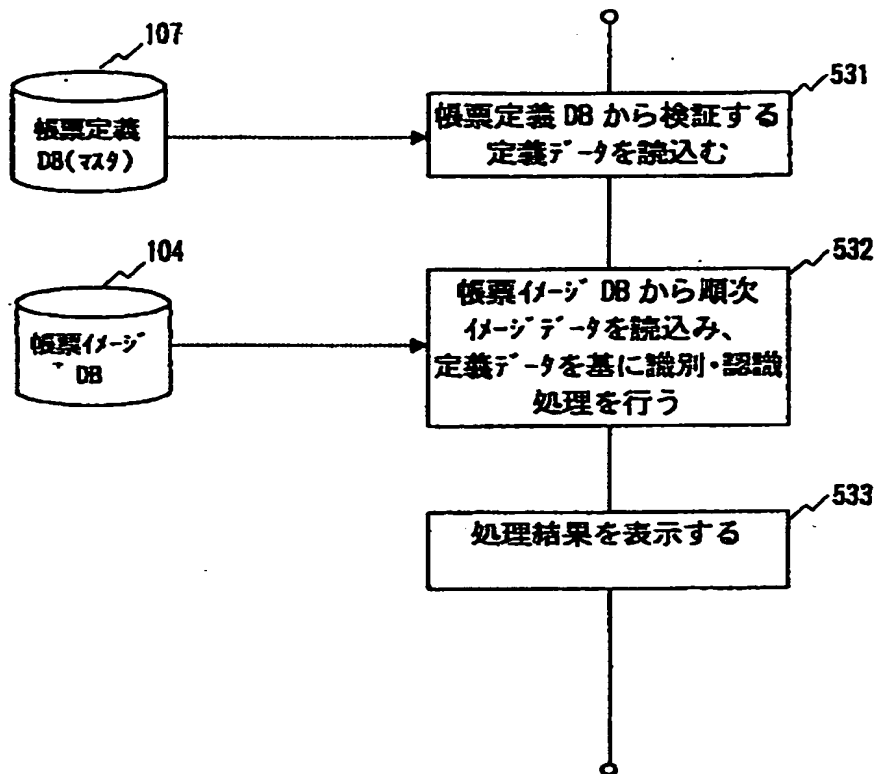 107
帳票定義
DB(マスタ)
531
帳票定義 DB から検証する
定義データを読込む
104
帳票イメージ
DB
532
帳票イメージ DB から順次
イメージデータを読込み、
定義データを基に識別・認識
処理を行う
533
処理結果を表示する